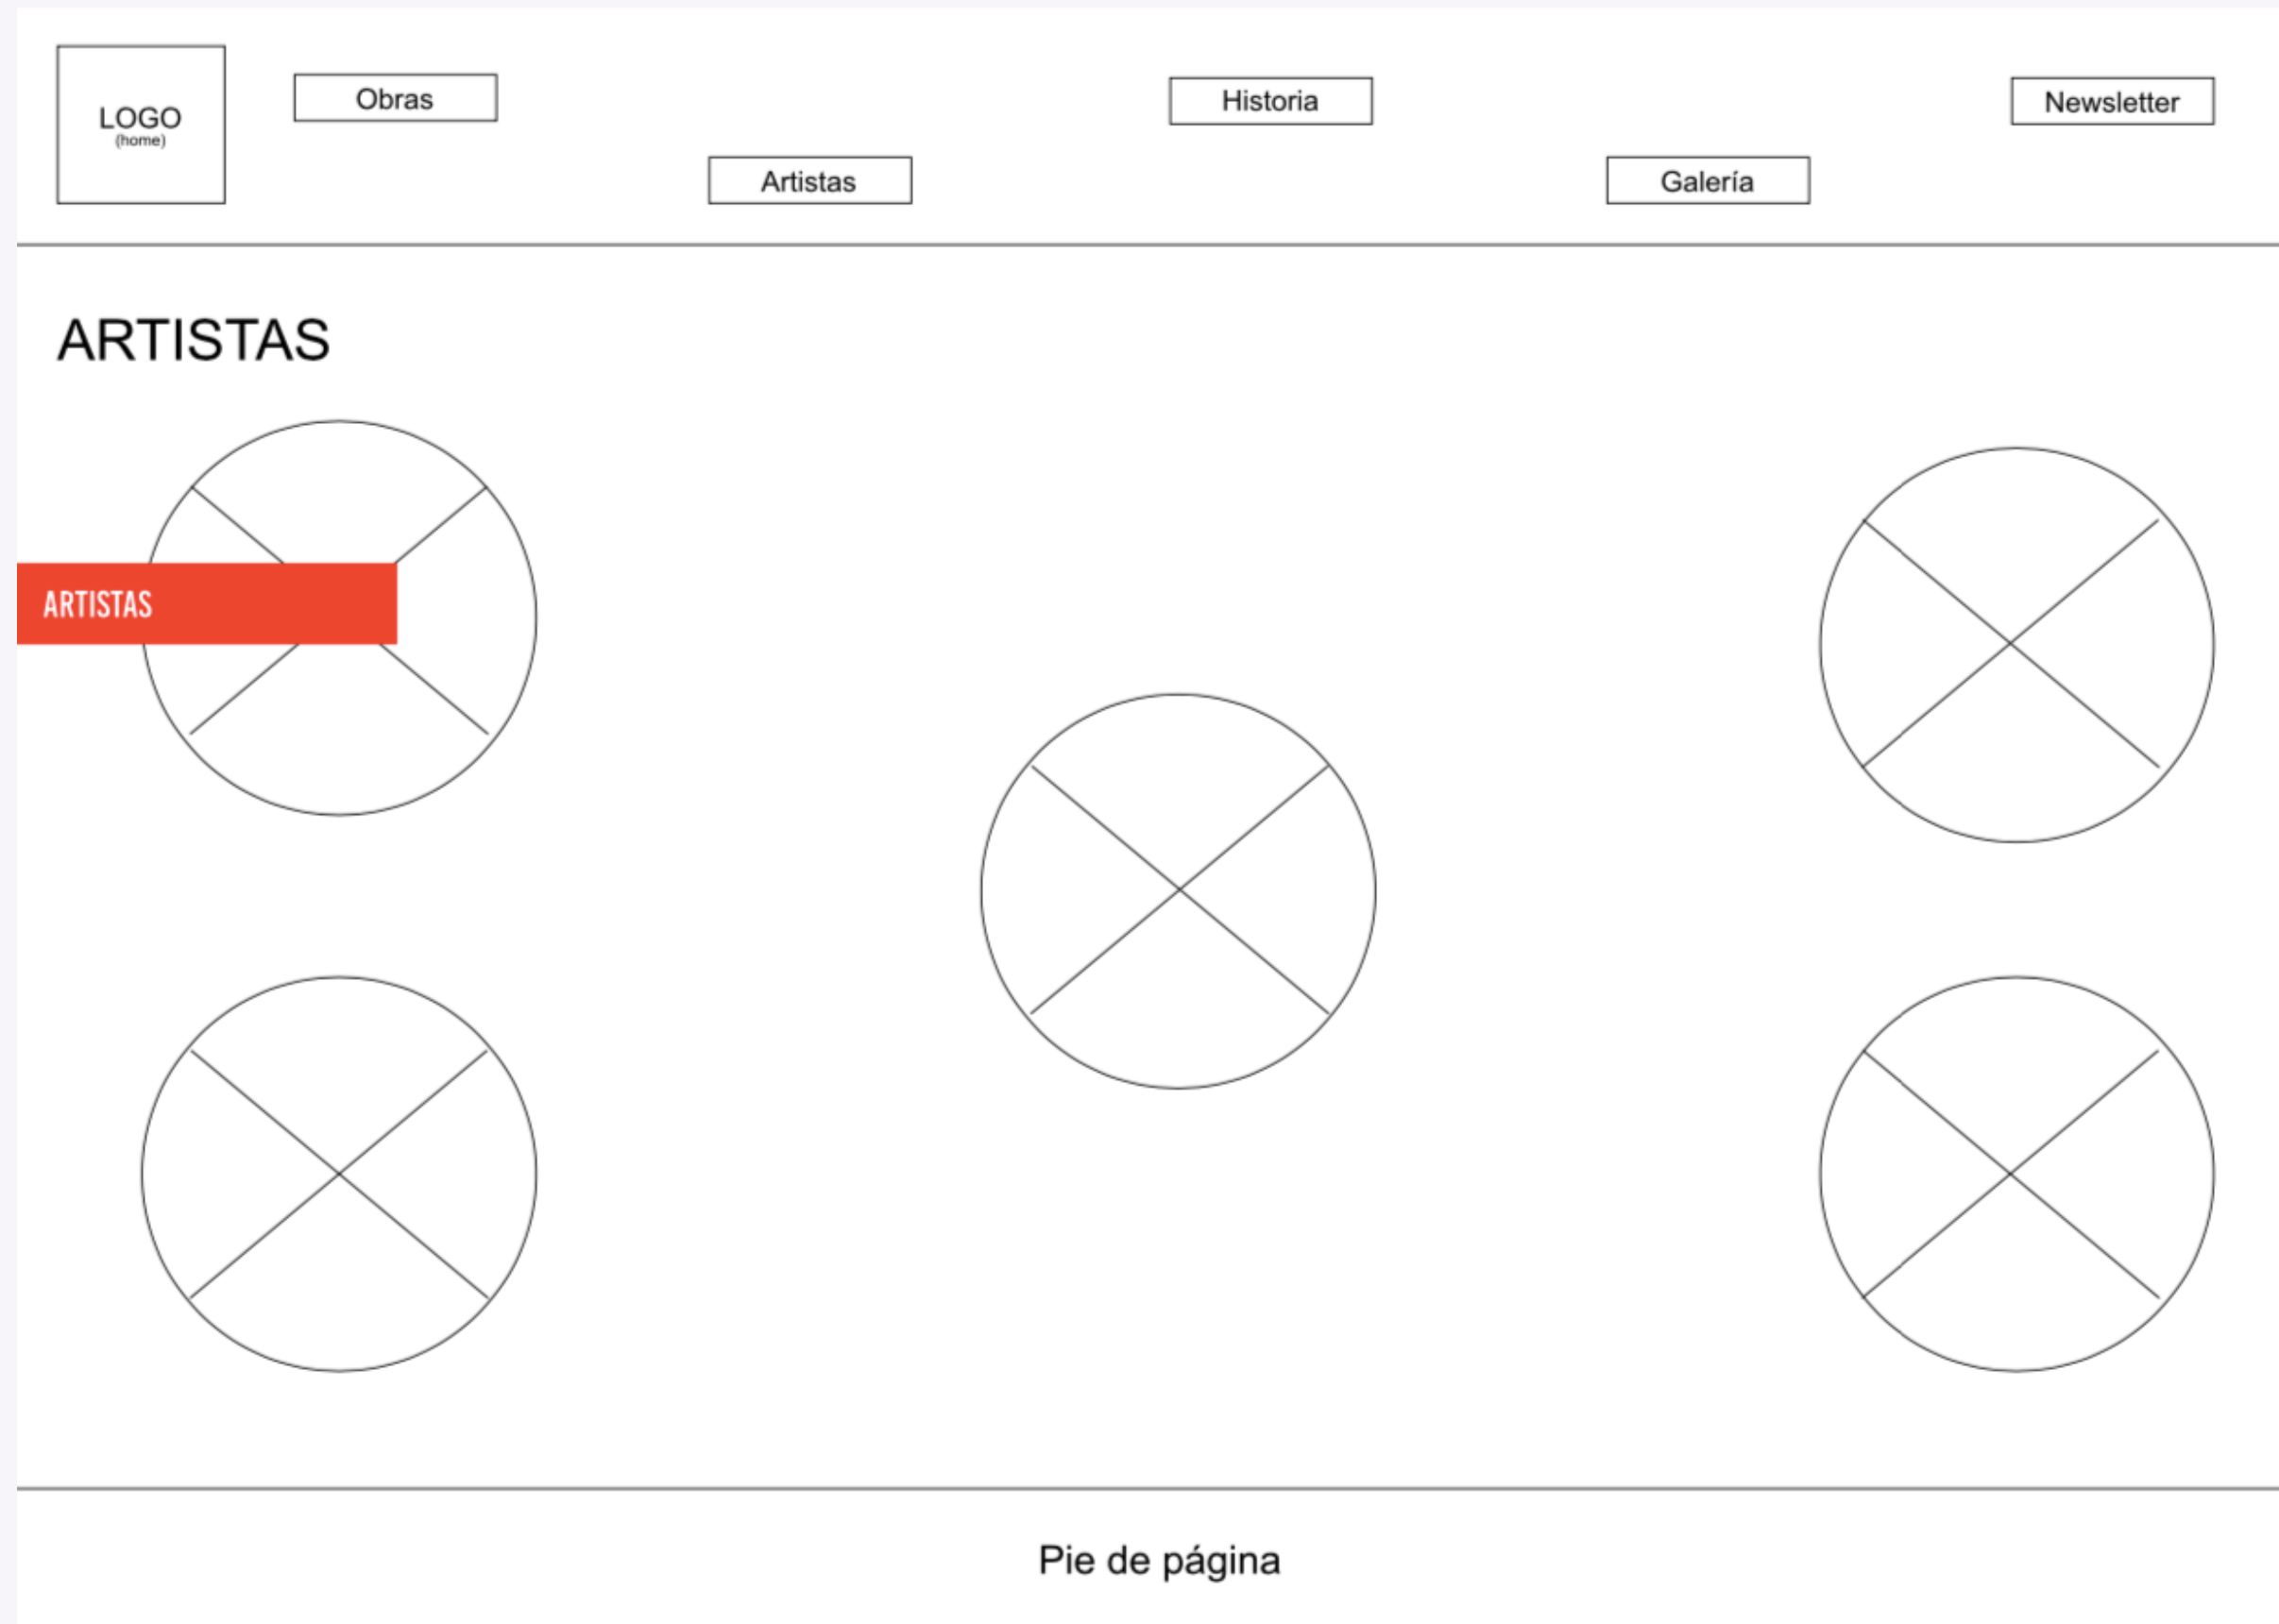 LOGO
(home)
Obras
Artistas
Historia
Galería
Newsletter
ARTISTAS
ARTISTAS
Pie de página